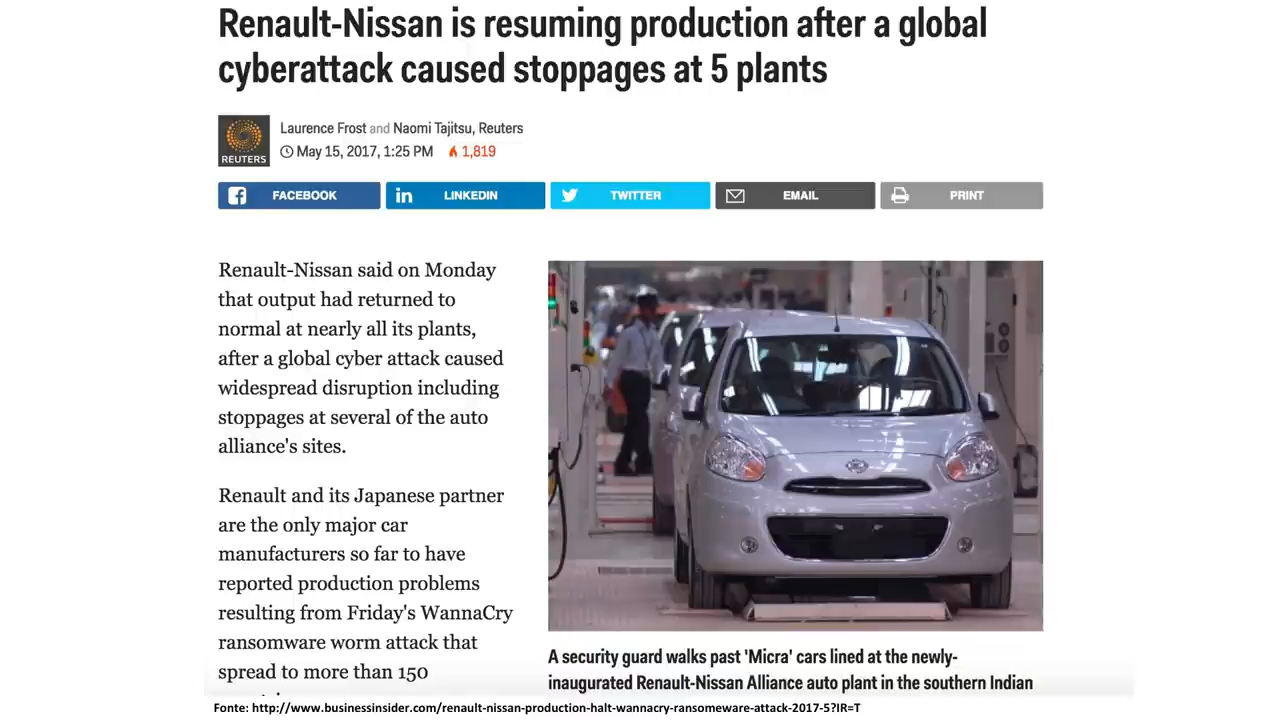 Renault-Nissan is resuming production after a global
cyberattack caused stoppages at 5 plants
REUTERS
Laurence Frost and Naomi Tajitsu, Reuters
May 15, 2017, 1:25 PM 1,819
FACEBOOK
LINKEDIN
TWITTER
EMAIL
PRINT
Renault-Nissan said on Monday
that output had returned to
normal at nearly all its plants,
after a global cyber attack caused
widespread disruption including
stoppages at several of the auto
alliance's sites.
Renault and its Japanese partner
are the only major car
manufacturers so far to have
reported production problems
resulting from Friday's WannaCry
ransomware worm attack that
spread to more than 150
A security guard walks past 'Micra' cars lined at the newly-
inaugurated Renault-Nissan Alliance auto plant in the southern Indian
Fonte: http://www.businessinsider.com/renault-nissan-production-halt-wannacry-ransomeware-attack-2017-5?IR=T